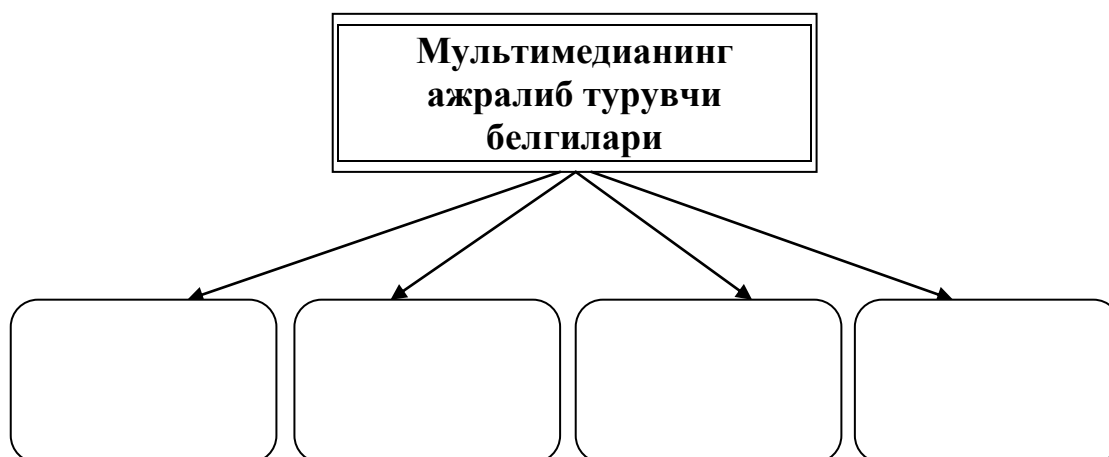 Мультимедианинг
ажралиб турувчи
белгилари